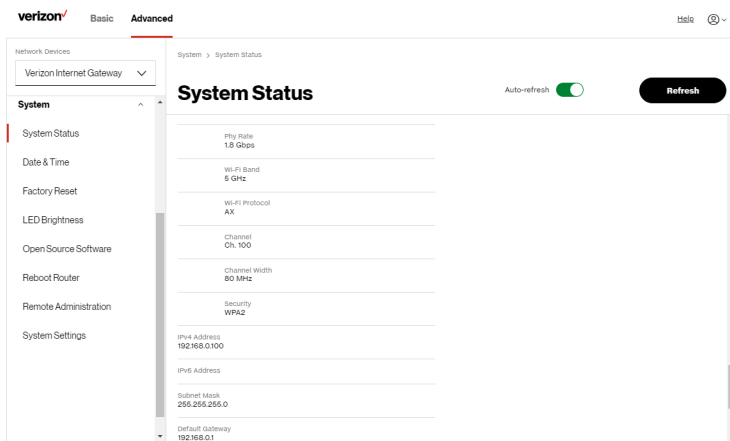 verizon
Basic
Advanced
Help
Network Devices
Verizon Internet Gateway
System
System Status
Date & Time
Factory Reset
LED Brightness
Open Source Software
Reboot Router
Remote Administration
System Settings
System > System Status
System Status
Auto-refresh
Refresh
Phy Rate
1.8 Gbps
Wi-Fi Band
5 GHz
Wi-Fi Protocol
AX
Channel
Ch. 100
Channel Width
80 MHz
Security
WPA2
IPv4 Address
192.168.0.100
IPv6 Address
Subnet Mask
255.255.255.0
Default Gateway
192.168.0.1